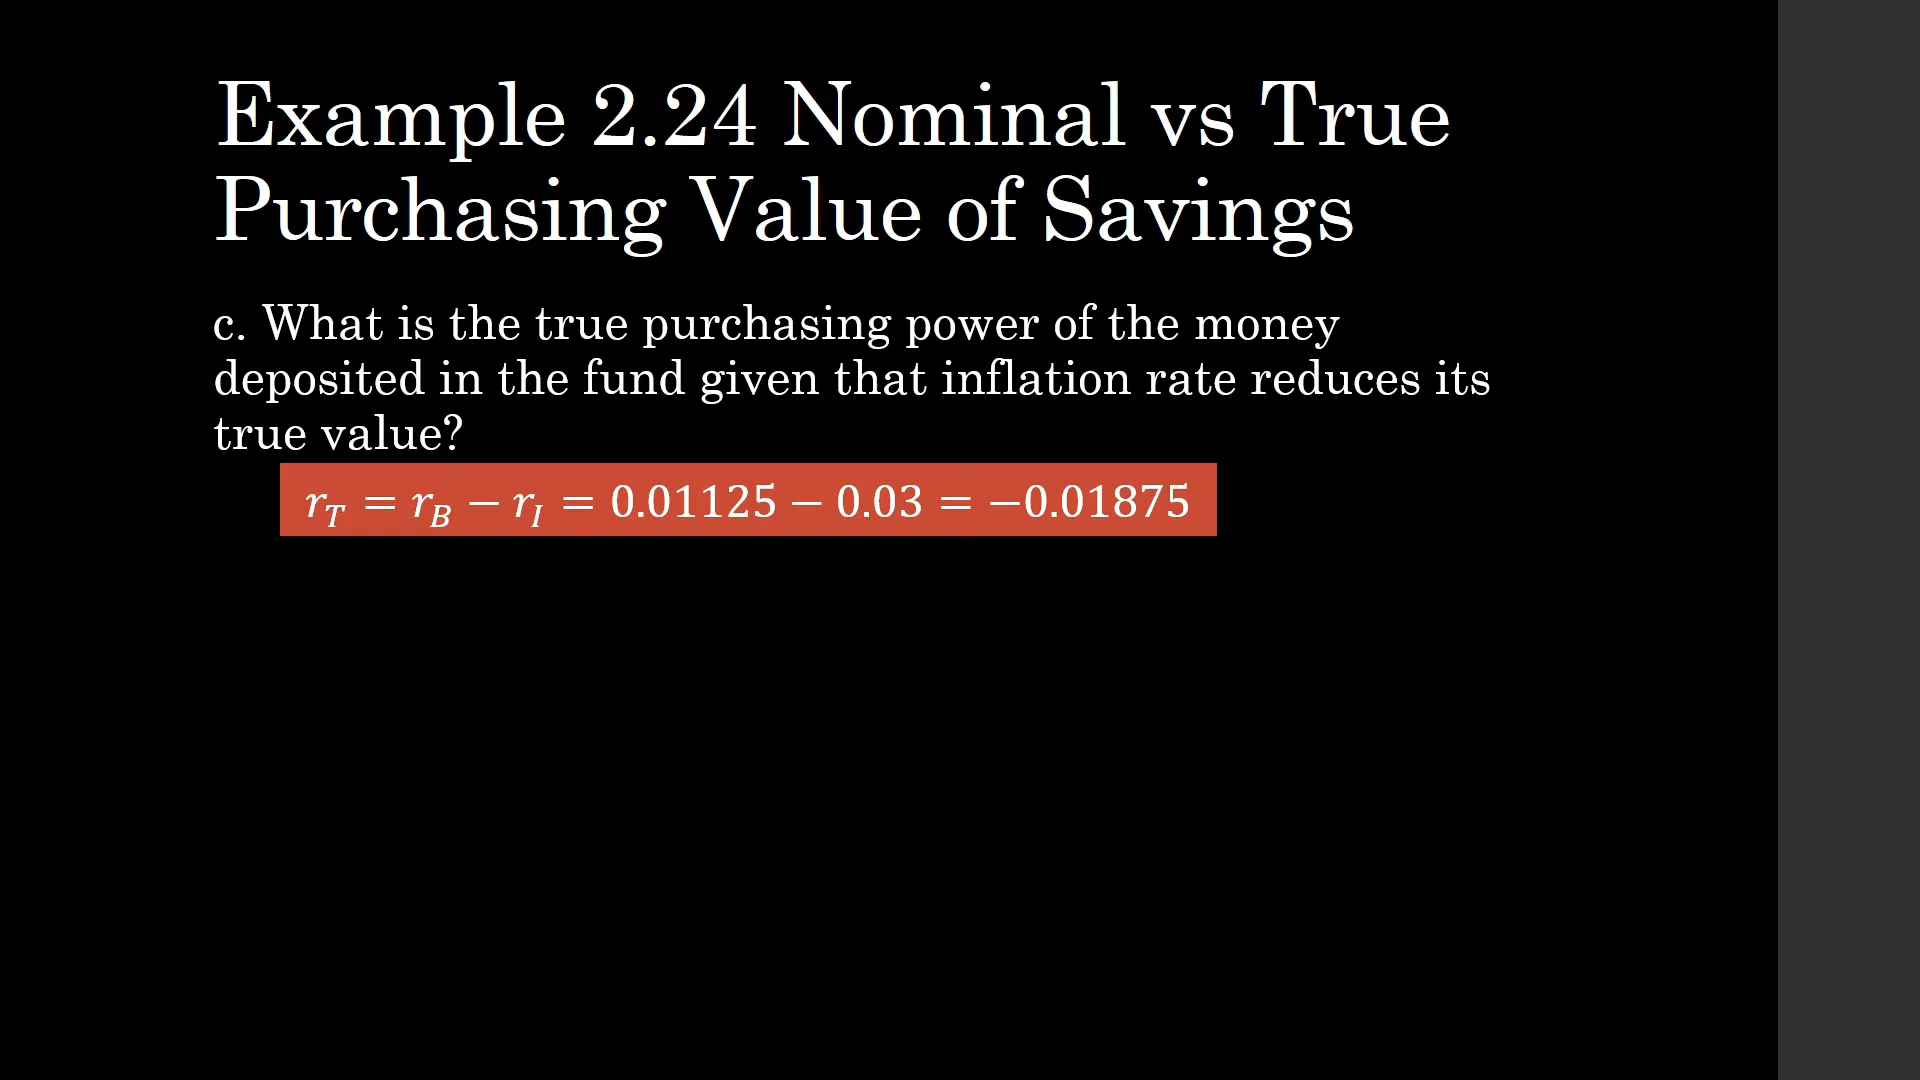 Example 2.24 Nominal vs True
Purchasing Value of Savings
c. What is the true purchasing power of the money
deposited in the fund given that inflation rate reduces its
true value?
r_T = r_B − r_I = 0.01125 − 0.03 = −0.01875